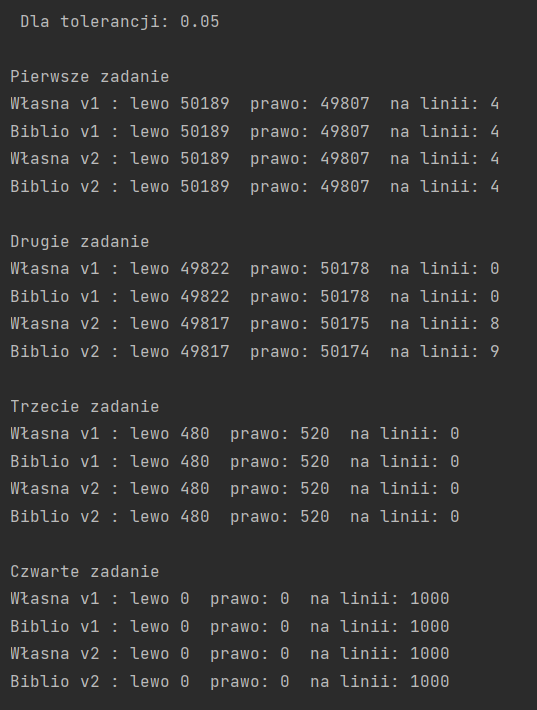 Dla tolerancji: 0.05
Pierwsze zadanie
Własna v1 : lewo 50189  prawo: 49807  na linii: 4
Biblio v1 : lewo 50189  prawo: 49807  na linii: 4
Własna v2 : lewo 50189  prawo: 49807  na linii: 4
Biblio v2 : lewo 50189  prawo: 49807  na linii: 4
Drugie zadanie
Własna v1 : lewo 49822  prawo: 50178  na linii: 0
Biblio v1 : lewo 49822  prawo: 50178  na linii: 0
Własna v2 : lewo 49817  prawo: 50175  na linii: 8
Biblio v2 : lewo 49817  prawo: 50174  na linii: 9
Trzecie zadanie
Własna v1 : lewo 480  prawo: 520  na linii: 0
Biblio v1 : lewo 480  prawo: 520  na linii: 0
Własna v2 : lewo 480  prawo: 520  na linii: 0
Biblio v2 : lewo 480  prawo: 520  na linii: 0
Czwarte zadanie
Własna v1 : lewo 0  prawo: 0  na linii: 1000
Biblio v1 : lewo 0  prawo: 0  na linii: 1000
Własna v2 : lewo 0  prawo: 0  na linii: 1000
Biblio v2 : lewo 0  prawo: 0  na linii: 1000